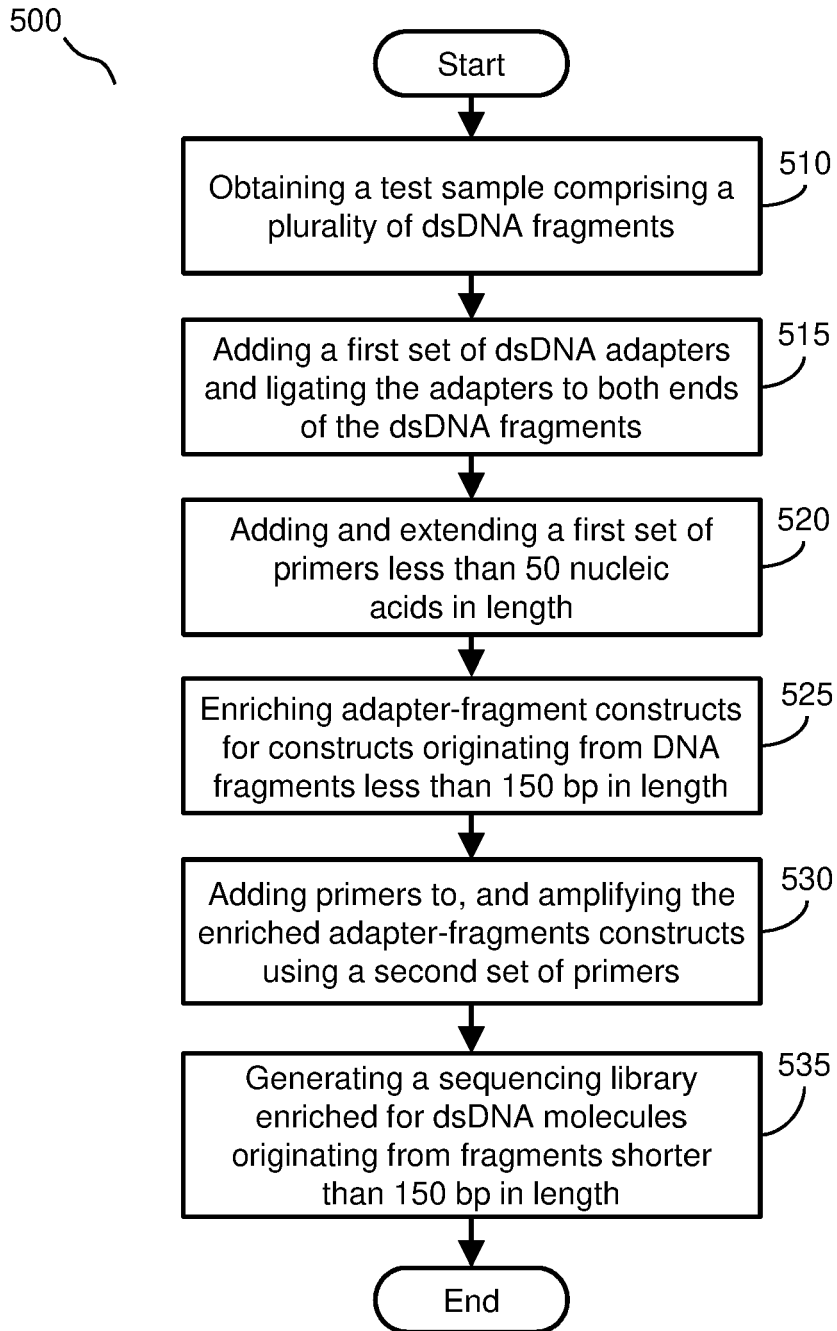 500
Start
510
Obtaining a test sample comprising a
plurality of dsDNA fragments
515
Adding a first set of dsDNA adapters
and ligating the adapters to both ends
of the dsDNA fragments
520
Adding and extending a first set of
primers less than 50 nucleic
acids in length
525
Enriching adapter-fragment constructs
for constructs originating from DNA
fragments less than 150 bp in length
530
Adding primers to, and amplifying the
enriched adapter-fragments constructs
using a second set of primers
535
Generating a sequencing library
enriched for dsDNA molecules
originating from fragments shorter
than 150 bp in length
End